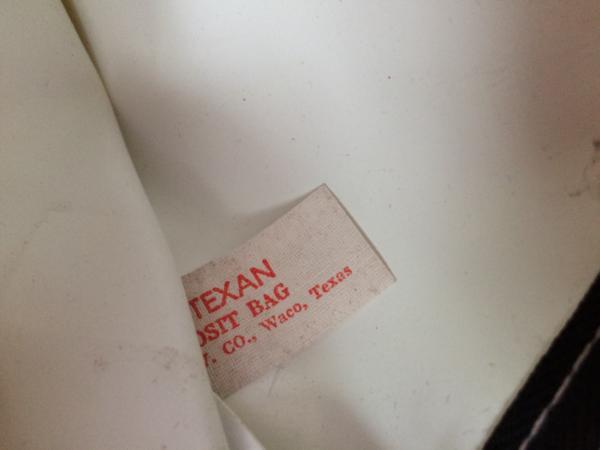 TEXAN
OSIT BAG
. CO., Waco, Texas